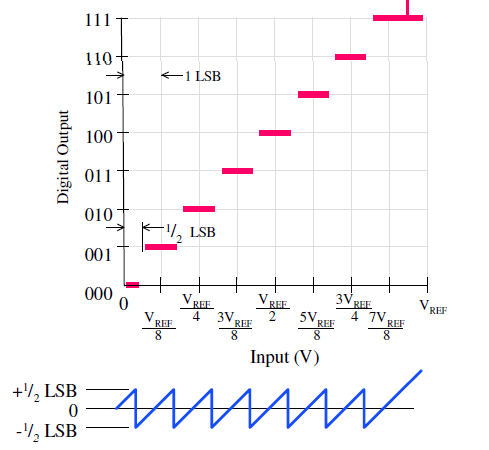 111
110
1 LSB
101
100
011
010
1/2 LSB
001
000
Digital Output
0
VREF/8
VREF/4
3VREF/8
VREF/2
5VREF/8
3VREF/4
7VREF/8
VREF
Input (V)
+1/2 LSB
0
-1/2 LSB